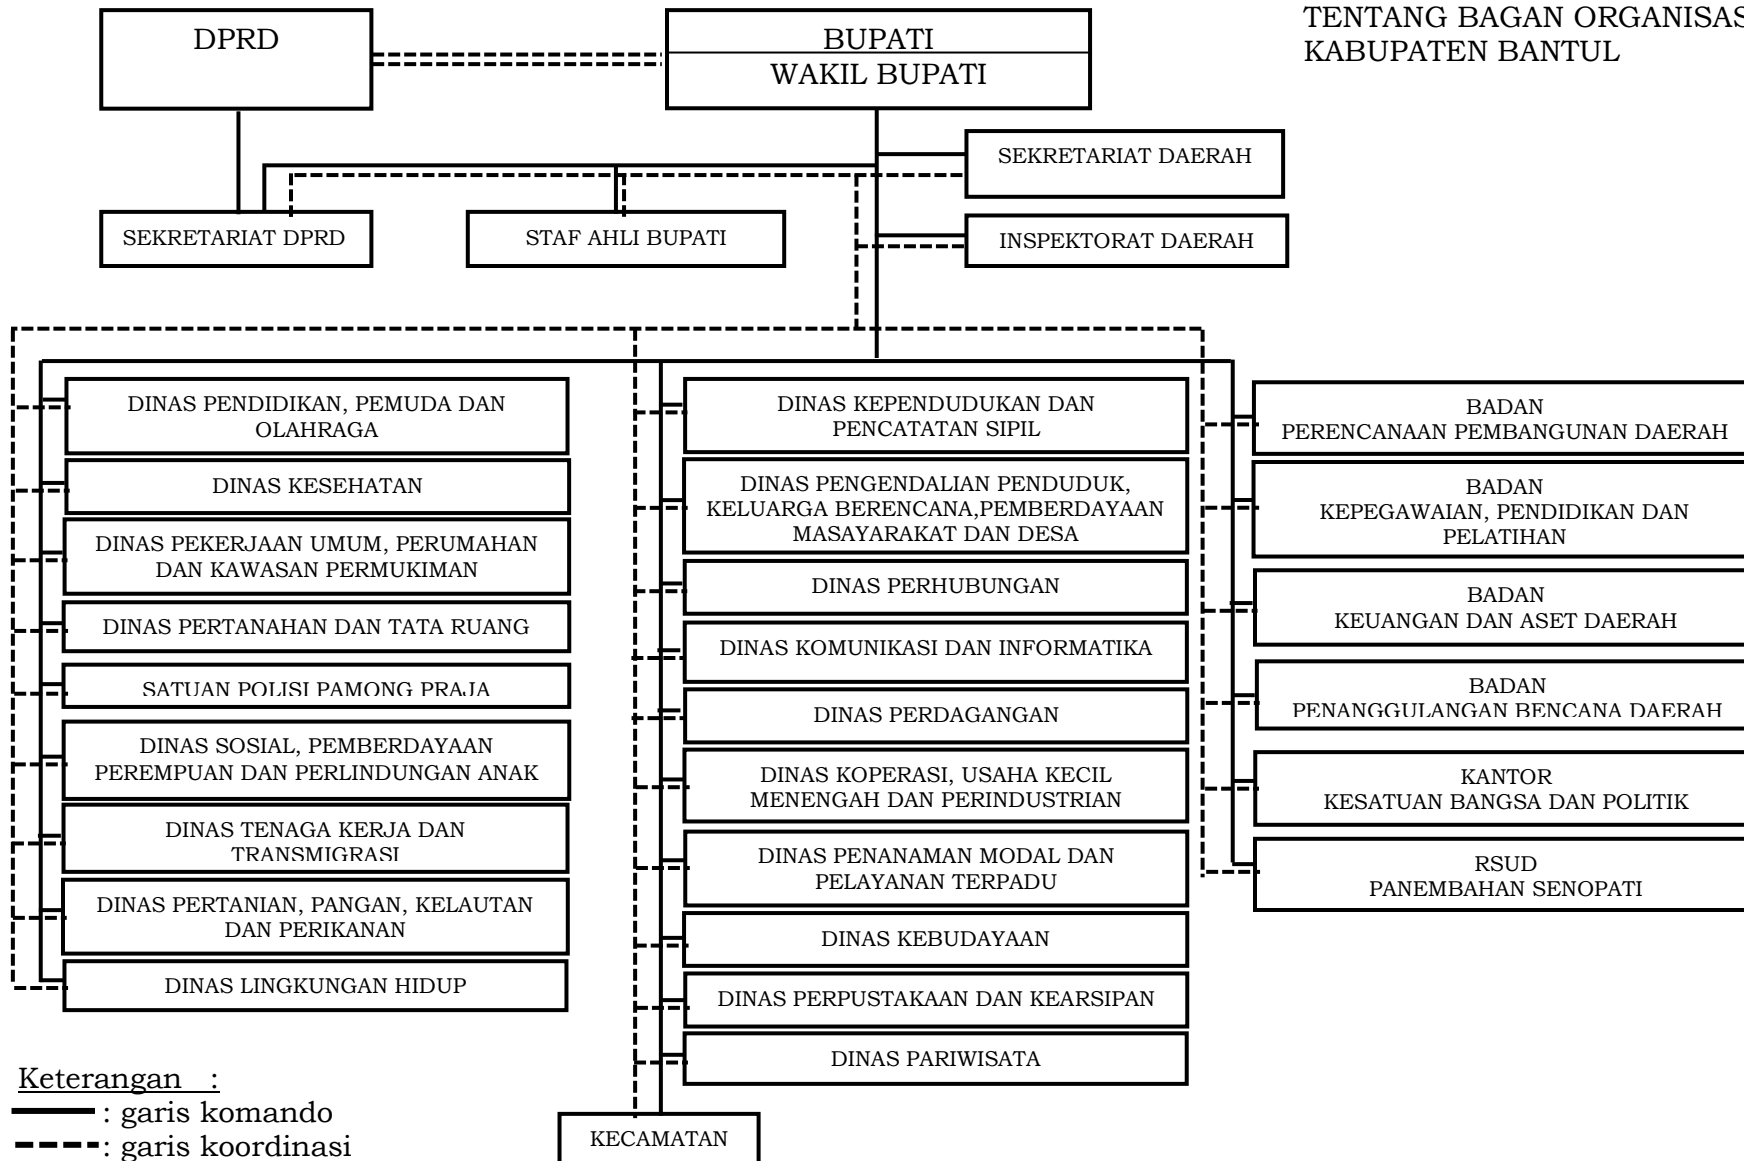 TENTANG BAGAN ORGANISAS
KABUPATEN BANTUL
DPRD
BUPATI
WAKIL BUPATI
SEKRETARIAT DAERAH
SEKRETARIAT DPRD
STAF AHLI BUPATI
INSPEKTORAT DAERAH
DINAS PENDIDIKAN, PEMUDA DAN
OLAHRAGA
DINAS KESEHATAN
DINAS PEKERJAAN UMUM, PERUMAHAN
DAN KAWASAN PERMUKIMAN
DINAS PERTANAHAN DAN TATA RUANG
SATUAN POLISI PAMONG PRAJA
DINAS SOSIAL, PEMBERDAYAAN
PEREMPUAN DAN PERLINDUNGAN ANAK
DINAS TENAGA KERJA DAN
TRANSMIGRASI
DINAS PERTANIAN, PANGAN, KELAUTAN
DAN PERIKANAN
DINAS LINGKUNGAN HIDUP
DINAS KEPENDUDUKAN DAN
PENCATATAN SIPIL
DINAS PENGENDALIAN PENDUDUK,
KELUARGA BERENCANA,PEMBERDAYAAN
MASAYARAKAT DAN DESA
DINAS PERHUBUNGAN
DINAS KOMUNIKASI DAN INFORMATIKA
DINAS PERDAGANGAN
DINAS KOPERASI, USAHA KECIL
MENENGAH DAN PERINDUSTRIAN
DINAS PENANAMAN MODAL DAN
PELAYANAN TERPADU
DINAS KEBUDAYAAN
DINAS PERPUSTAKAAN DAN KEARSIPAN
DINAS PARIWISATA
KECAMATAN
BADAN
PERENCANAAN PEMBANGUNAN DAERAH
BADAN
KEPEGAWAIAN, PENDIDIKAN DAN
PELATIHAN
BADAN
KEUANGAN DAN ASET DAERAH
BADAN
PENANGGULANGAN BENCANA DAERAH
KANTOR
KESATUAN BANGSA DAN POLITIK
RSUD
PANEMBAHAN SENOPATI
Keterangan :
: garis komando
: garis koordinasi